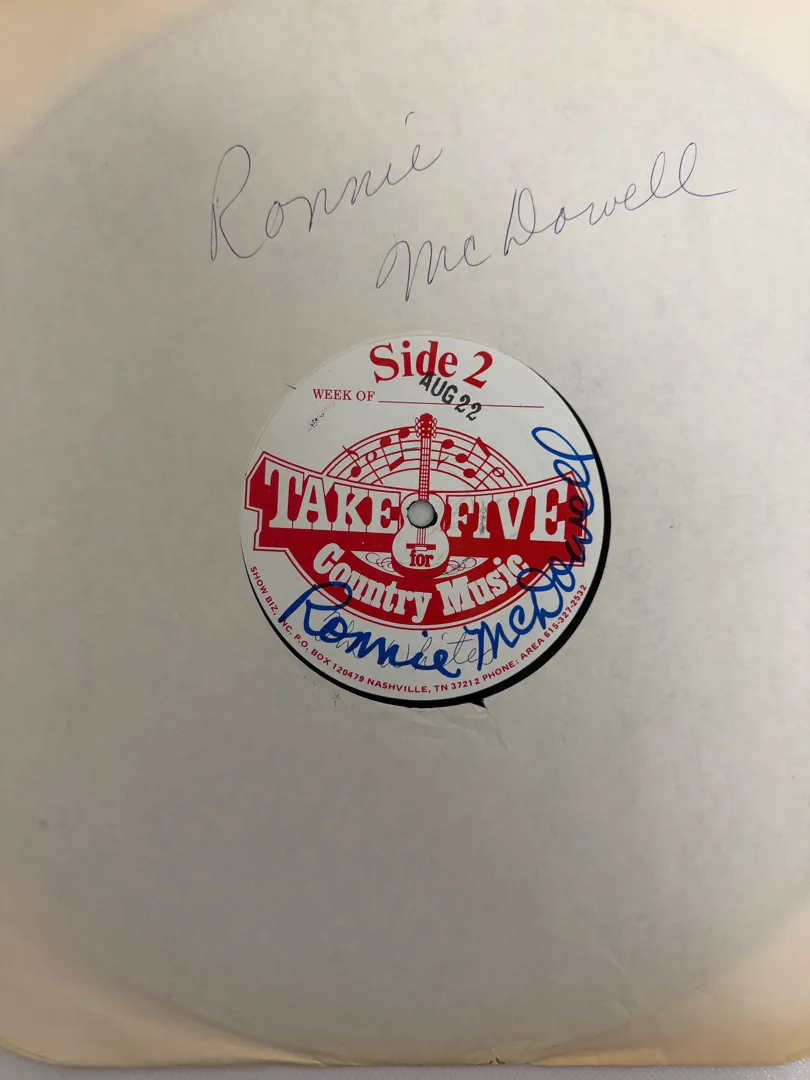 Ronnie
McDowell
Side 2
WEEK OF AUG 22
TAKE FIVE
for
Country Music
Ronnie McDowell
SHOW BIZ, INC. P.O. BOX 120479 NASHVILLE, TN 37212 PHONE: AREA 615-327-2532